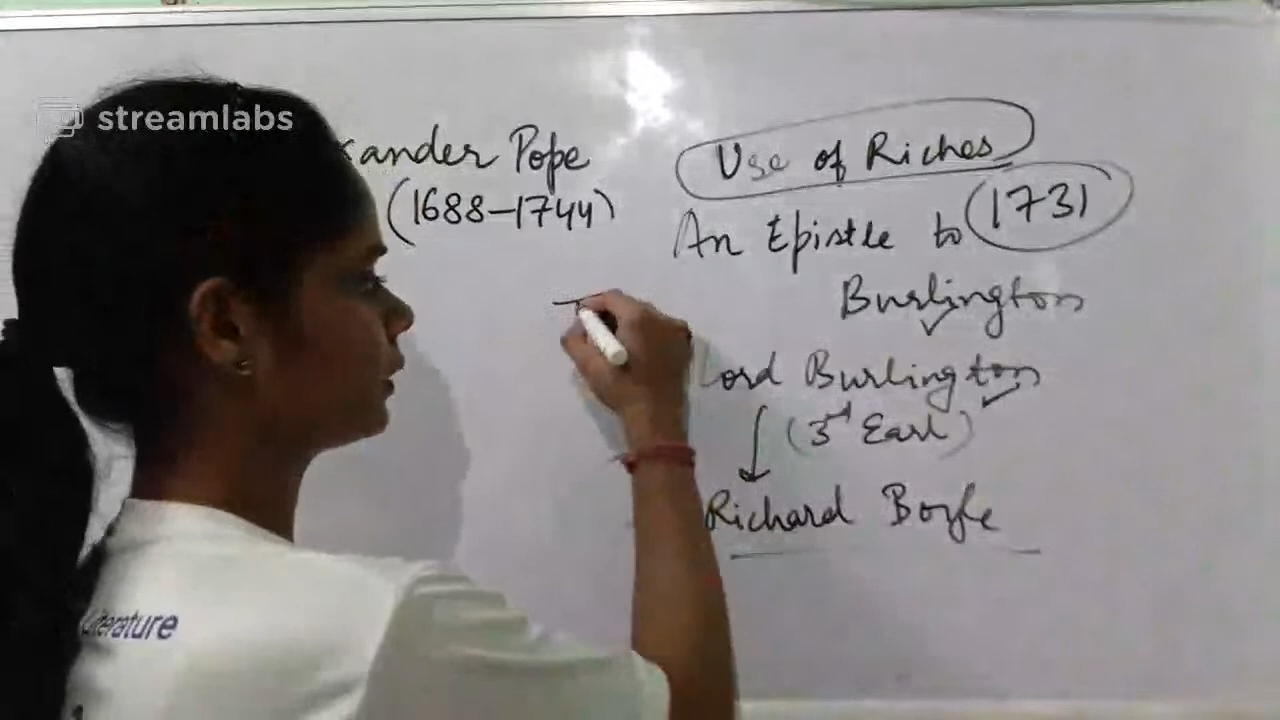 streamlabs
xander Pope
(1688-1744)
Use of Riches
(1731)
An Epistle to
Burlington
Lord Burlington
(3rd Earl)
Richard Boyle
Literature